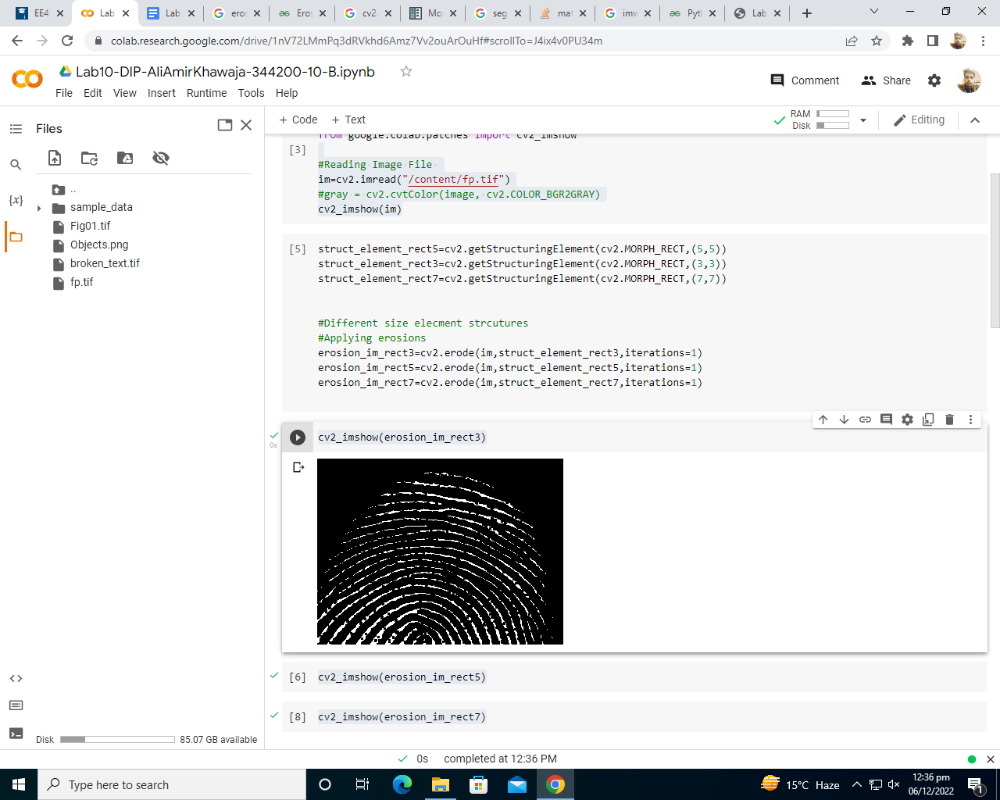 EE4
Lab
Lab
eros
Eros
cv2.
Mo
seg
mat
imw
Pytl
Lab
colab.research.google.com/drive/1nV72LMmPq3dRVkhd6Amz7Vv2ouArOuHf#scrollTo=J4ix4v0PU34m
Lab10-DIP-AliAmirKhawaja-344200-10-B.ipynb
File Edit View Insert Runtime Tools Help
Comment
Share
Files
+ Code + Text
RAM
Disk
Editing
..
sample_data
Fig01.tif
Objects.png
broken_text.tif
fp.tif
{x}
from google.colab.patches import cv2_imshow
[3]
#Reading Image File
im=cv2.imread("/content/fp.tif")
#gray = cv2.cvtColor(image, cv2.COLOR_BGR2GRAY)
cv2_imshow(im)
[5] struct_element_rect5=cv2.getStructuringElement(cv2.MORPH_RECT,(5,5))
struct_element_rect3=cv2.getStructuringElement(cv2.MORPH_RECT,(3,3))
struct_element_rect7=cv2.getStructuringElement(cv2.MORPH_RECT,(7,7))
#Different size elecment strcutures
#Applying erosions
erosion_im_rect3=cv2.erode(im,struct_element_rect3,iterations=1)
erosion_im_rect5=cv2.erode(im,struct_element_rect5,iterations=1)
erosion_im_rect7=cv2.erode(im,struct_element_rect7,iterations=1)
0s
cv2_imshow(erosion_im_rect3)
[6] cv2_imshow(erosion_im_rect5)
[8] cv2_imshow(erosion_im_rect7)
Disk 85.07 GB available
0s completed at 12:36 PM
Type here to search
15°C Haze
12:36 pm
06/12/2022
1